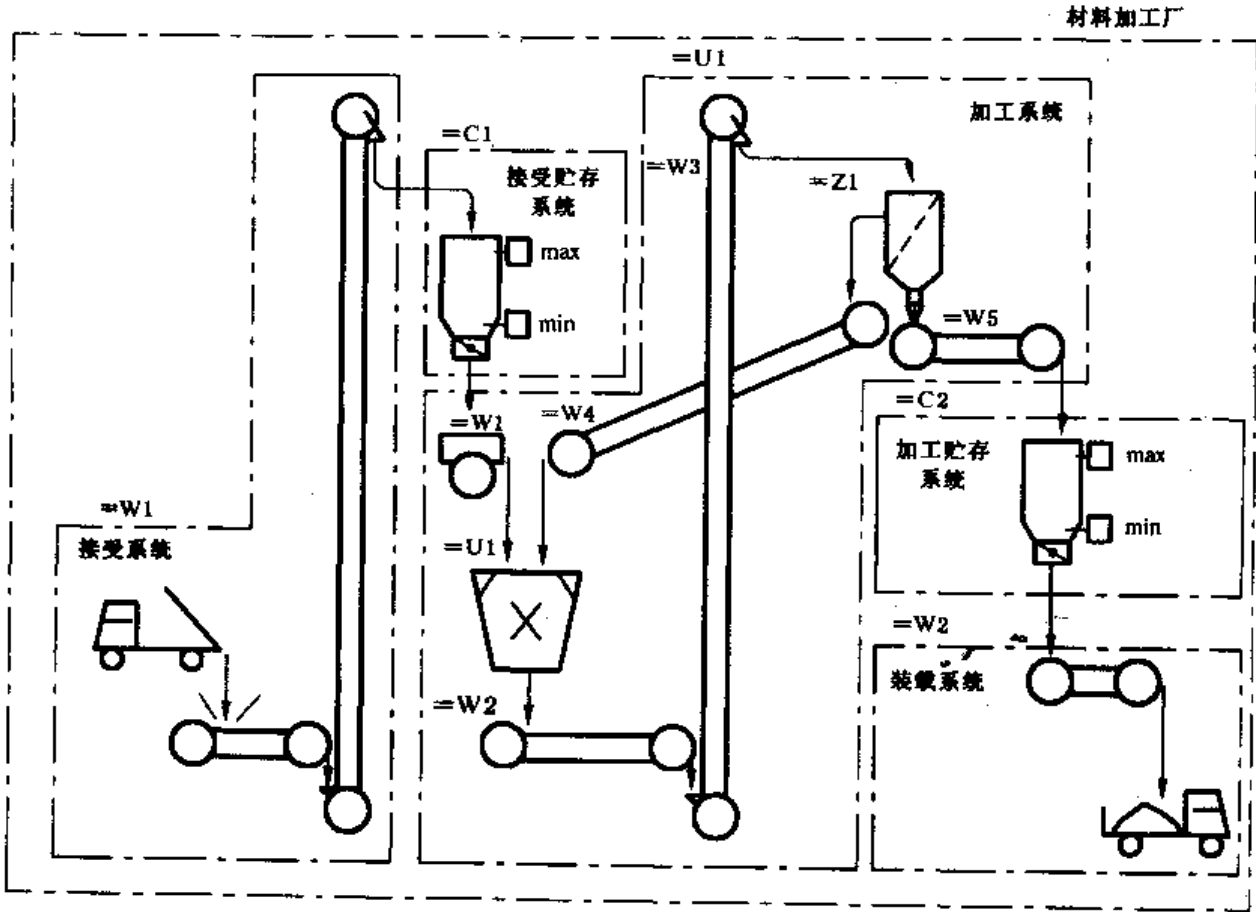 材料加工厂
=U1
加工系统
=C1
接受贮存
系统
=W3
=Z1
max
min
=W5
=C2
=W1
=W4
加工贮存
系统
max
min
=W1
接受系统
=U1
=W2
装载系统
=W2